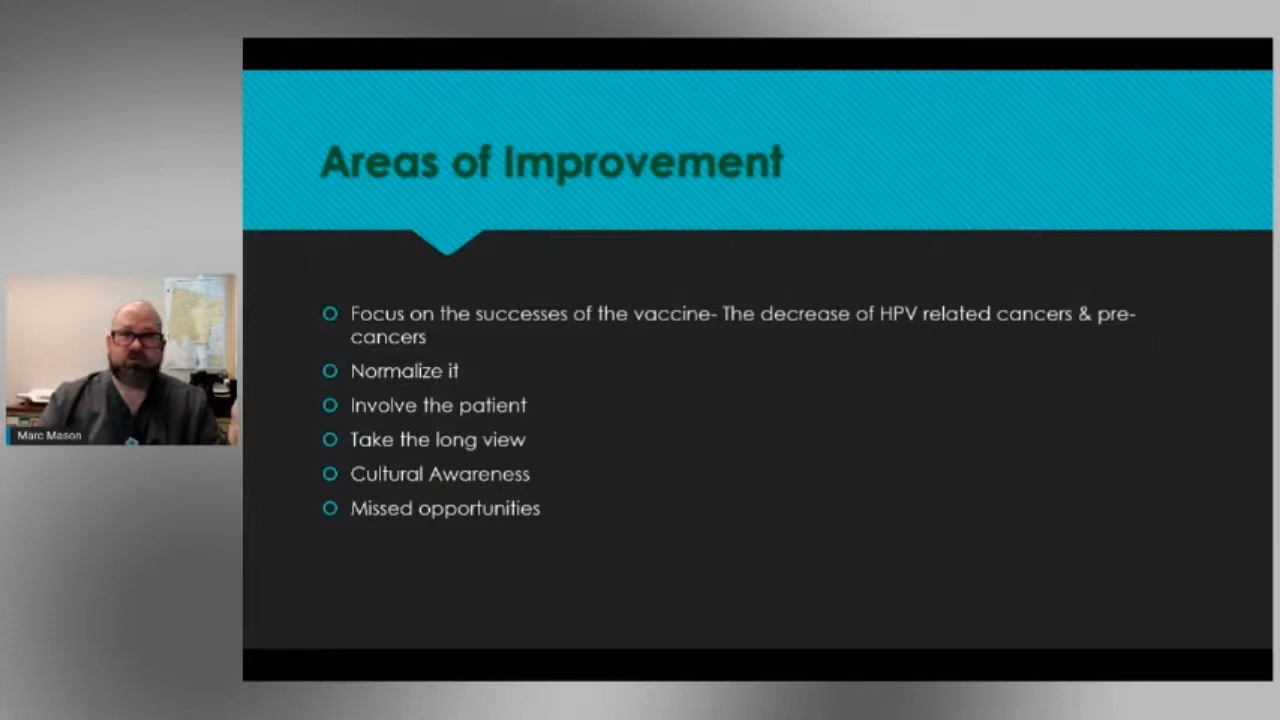 Areas of Improvement
Focus on the successes of the vaccine- The decrease of HPV related cancers & pre-
cancers
Normalize it
Involve the patient
Take the long view
Cultural Awareness
Missed opportunities
Marc Mason